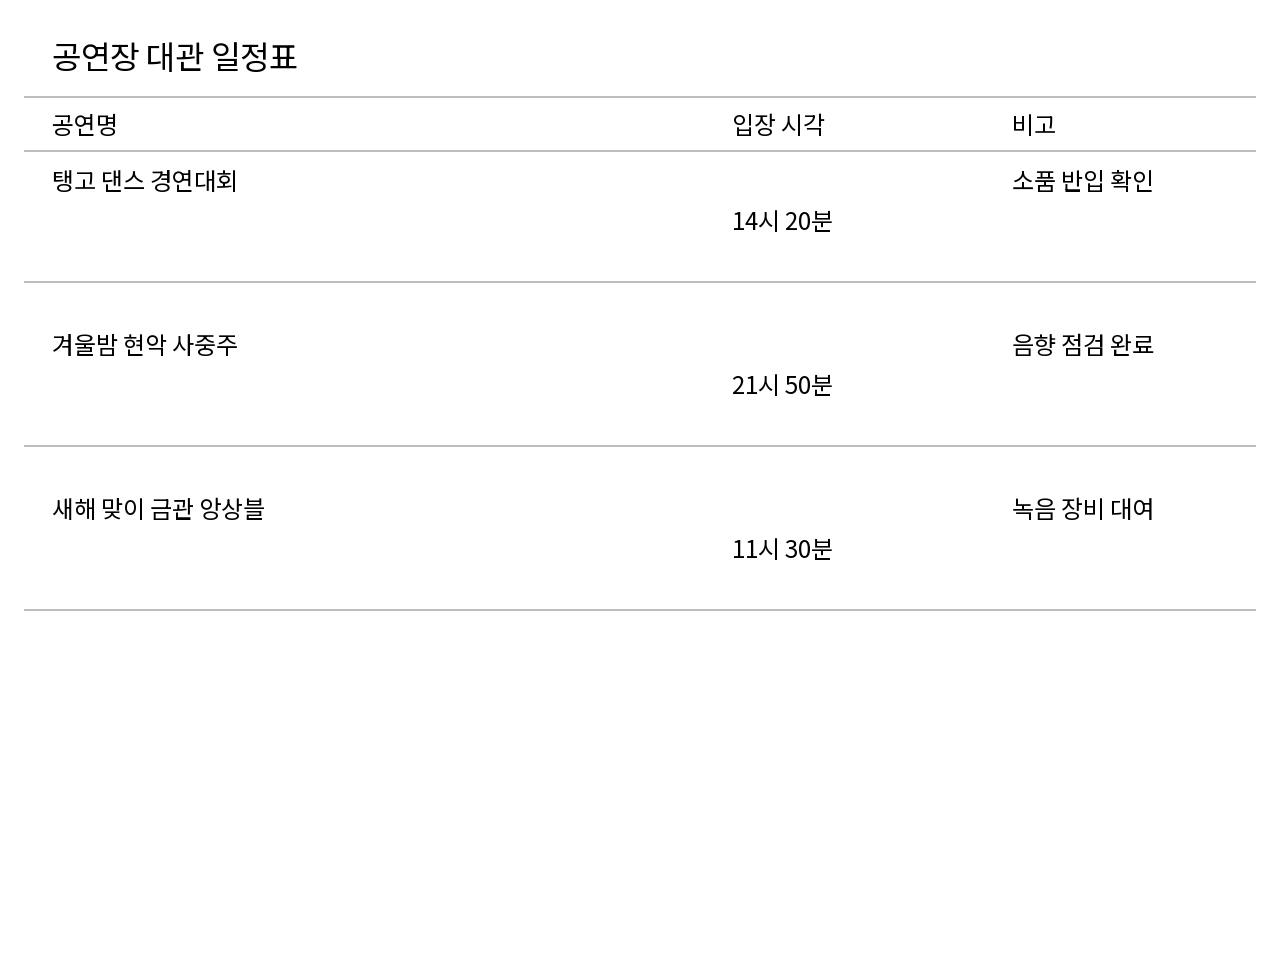 공연장 대관 일정표
공연명 입장 시각 비고
탱고 댄스 경연대회 소품 반입 확인
14시 20분
겨울밤 현악 사중주 음향 점검 완료
21시 50분
새해 맞이 금관 앙상블 녹음 장비 대여
11시 30분